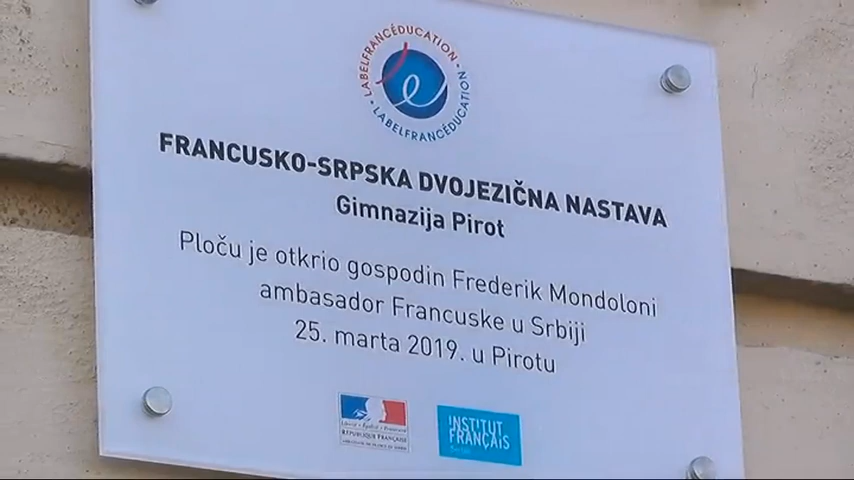 LABELFRANCÉDUCATION · LABELFRANCÉDUCATION ·
FRANCUSKO-SRPSKA DVOJEZIČNA NASTAVA
Gimnazija Pirot
Ploču je otkrio gospodin Frederik Mondoloni
ambasador Francuske u Srbiji
25. marta 2019. u Pirotu
Liberté • Égalité • Fraternité
RÉPUBLIQUE FRANÇAISE
INSTITUT
FRANÇAIS